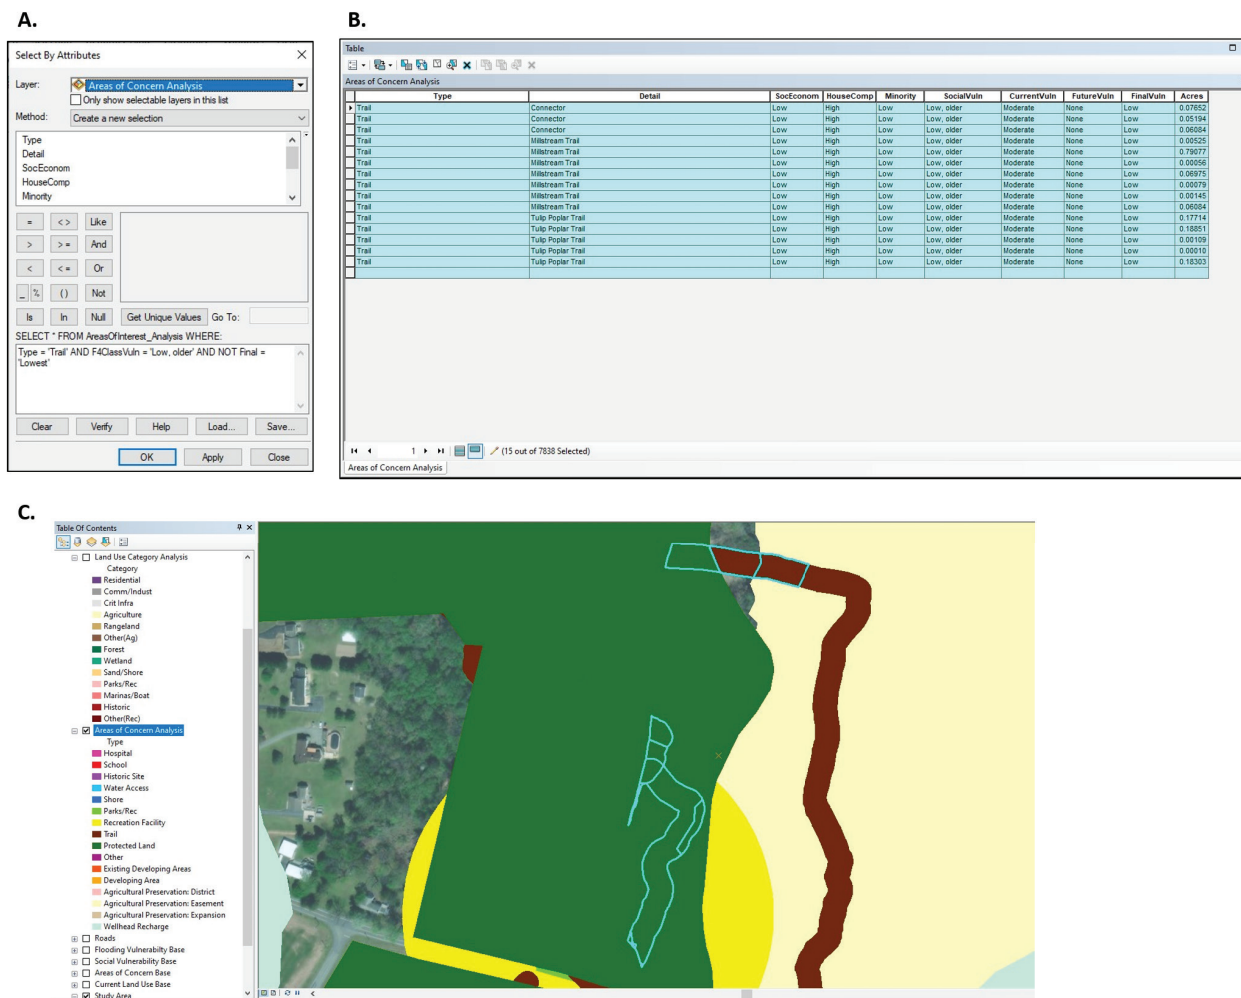 A.
Select By Attributes
Layer: Areas of Concern Analysis
Only show selectable layers in this list
Method: Create a new selection
Type
Detail
SocEconom
HouseComp
Minority
= < > Like
> > = And
< < = Or
_ % ( ) Not
Is In Null Get Unique Values Go To:
SELECT * FROM AreasOfInterest_Analysis WHERE:
Type = 'Trail' AND F4ClassVuln = 'Low, older' AND NOT Final =
'Lowest'
Clear Verify Help Load... Save...
OK Apply Close
B.
Table
Areas of Concern Analysis
Type Detail SocEconom HouseComp Minority SocialVuln CurrentVuln FutureVuln FinalVuln Acres
Trail Connector Low High Low Low, older Moderate None Low 0.07652
Trail Connector Low High Low Low, older Moderate None Low 0.05194
Trail Connector Low High Low Low, older Moderate None Low 0.06084
Trail Millstream Trail Low High Low Low, older Moderate None Low 0.00525
Trail Millstream Trail Low High Low Low, older Moderate None Low 0.79077
Trail Millstream Trail Low High Low Low, older Moderate None Low 0.00056
Trail Millstream Trail Low High Low Low, older Moderate None Low 0.06975
Trail Millstream Trail Low High Low Low, older Moderate None Low 0.00079
Trail Millstream Trail Low High Low Low, older Moderate None Low 0.00145
Trail Millstream Trail Low High Low Low, older Moderate None Low 0.06084
Trail Tulip Poplar Trail Low High Low Low, older Moderate None Low 0.17714
Trail Tulip Poplar Trail Low High Low Low, older Moderate None Low 0.18851
Trail Tulip Poplar Trail Low High Low Low, older Moderate None Low 0.00109
Trail Tulip Poplar Trail Low High Low Low, older Moderate None Low 0.00010
Trail Tulip Poplar Trail Low High Low Low, older Moderate None Low 0.18303
1 (15 out of 7838 Selected)
Areas of Concern Analysis
C.
Table Of Contents
Land Use Category Analysis
Category
Residential
Comm/Indust
Crit Infra
Agriculture
Rangeland
Other(Ag)
Forest
Wetland
Sand/Shore
Parks/Rec
Marinas/Boat
Historic
Other(Rec)
Areas of Concern Analysis
Type
Hospital
School
Historic Site
Water Access
Shore
Parks/Rec
Recreation Facility
Trail
Protected Land
Other
Existing Developing Areas
Developing Area
Agricultural Preservation: District
Agricultural Preservation: Easement
Agricultural Preservation: Expansion
Wellhead Recharge
Roads
Flooding Vulnerabilty Base
Social Vulnerability Base
Areas of Concern Base
Current Land Use Base
Study Area